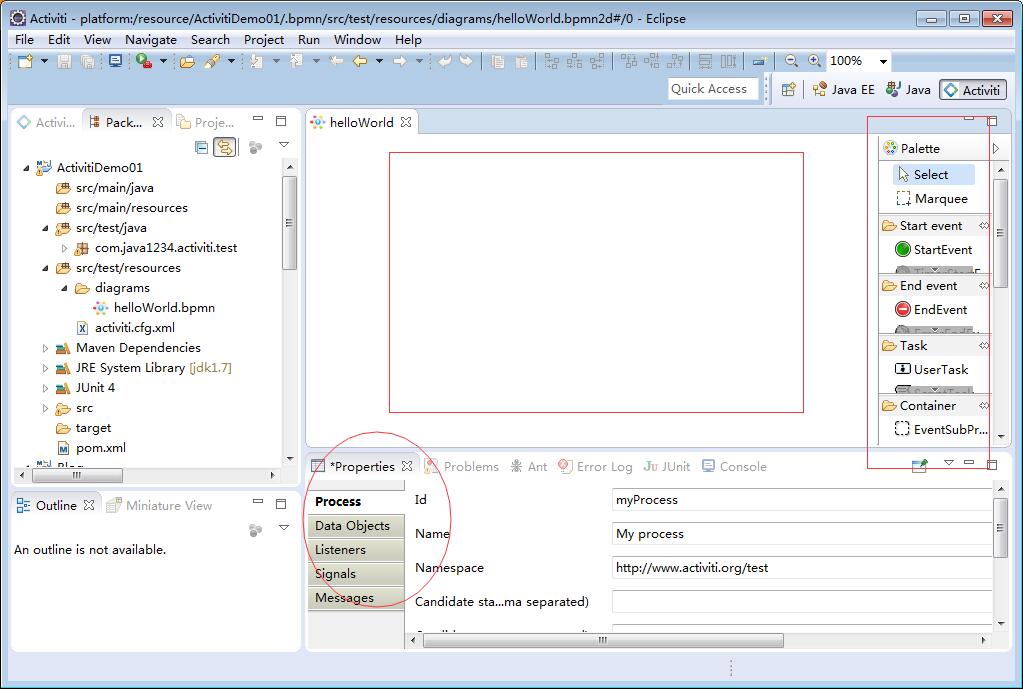 Activiti - platform:/resource/ActivitiDemo01/.bpmn/src/test/resources/diagrams/helloWorld.bpmn2d#/0 - Eclipse
File Edit View Navigate Search Project Run Window Help
100%
Quick Access Java EE Java Activiti
Activi... Pack... Proje...
helloWorld
ActivitiDemo01
src/main/java
src/main/resources
src/test/java
com.java1234.activiti.test
src/test/resources
diagrams
helloWorld.bpmn
activiti.cfg.xml
Maven Dependencies
JRE System Library [jdk1.7]
JUnit 4
src
target
pom.xml
Palette
Select
Marquee
Start event
StartEvent
End event
EndEvent
Task
UserTask
Container
EventSubPr...
Outline Miniature View
An outline is not available.
*Properties Problems Ant Error Log JUnit Console
Process
Data Objects
Listeners
Signals
Messages
Id myProcess
Name My process
Namespace http://www.activiti.org/test
Candidate sta...ma separated)